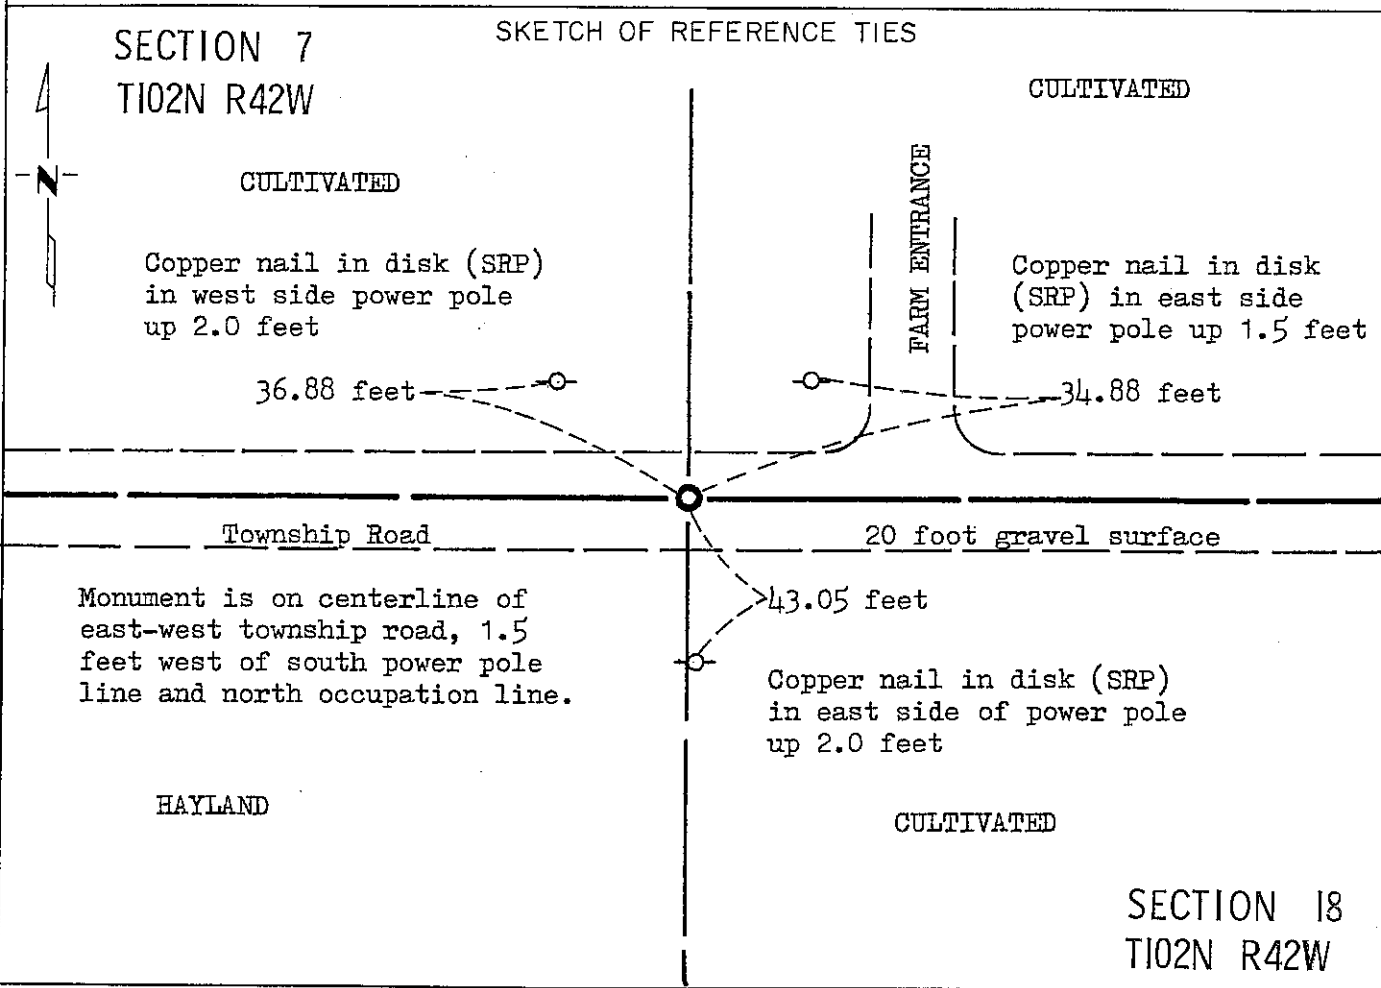 SKETCH OF REFERENCE TIES
SECTION 7
T102N R42W
CULTIVATED
N
CULTIVATED
FARM ENTRANCE
Copper nail in disk (SRP)
in west side power pole
up 2.0 feet
Copper nail in disk
(SRP) in east side
power pole up 1.5 feet
36.88 feet
34.88 feet
Township Road
20 foot gravel surface
Monument is on centerline of
east-west township road, 1.5
feet west of south power pole
line and north occupation line.
43.05 feet
Copper nail in disk (SRP)
in east side of power pole
up 2.0 feet
HAYLAND
CULTIVATED
SECTION 18
T102N R42W